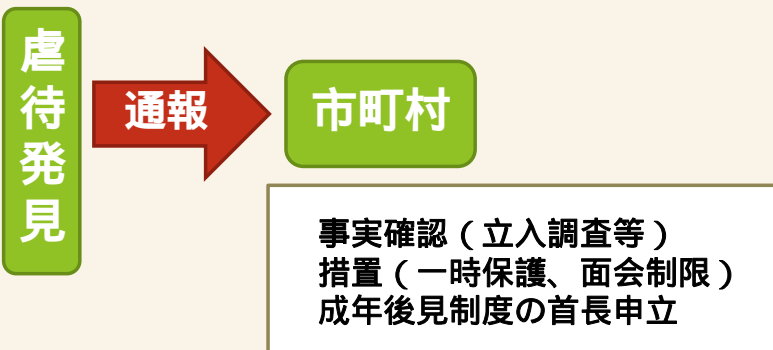 虐待発見
通報
市町村
事実確認(立入調査等)
措置(一時保護、面会制限)
成年後見制度の首長申立